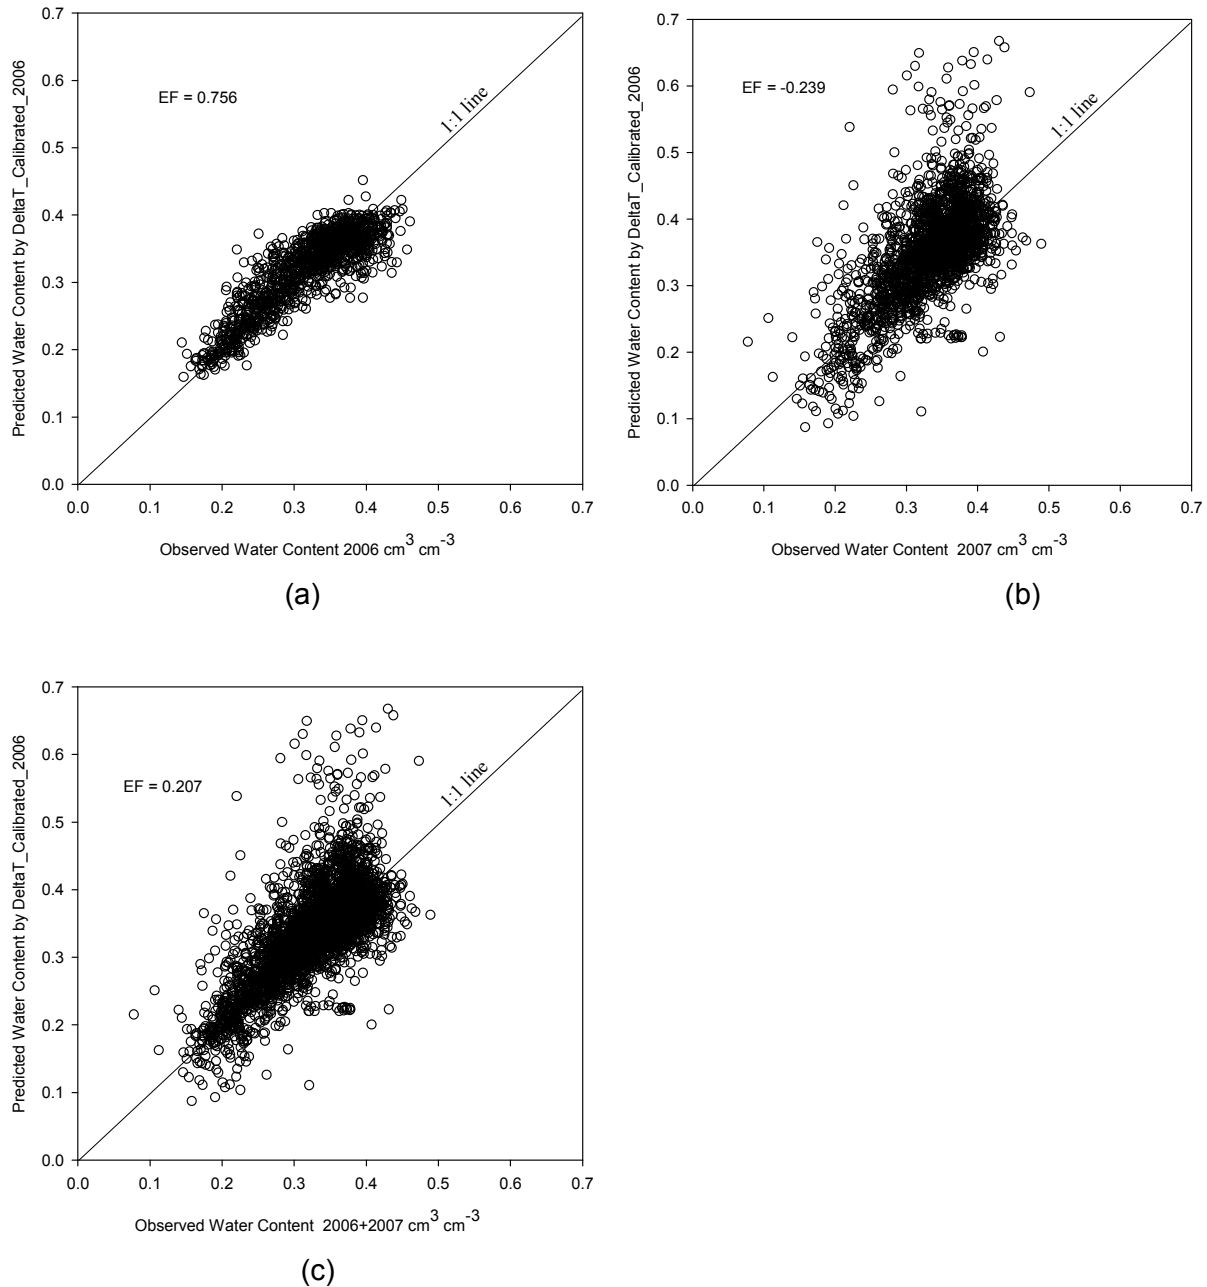 0.7
0.6
0.5
0.4
0.3
0.2
0.1
0.0
Predicted Water Content by DeltaT_Calibrated_2006
EF = 0.756
1:1 line
0.0 0.1 0.2 0.3 0.4 0.5 0.6 0.7
Observed Water Content 2006 cm³ cm⁻³
(a)
0.7
0.6
0.5
0.4
0.3
0.2
0.1
0.0
Predicted Water Content by DeltaT_Calibrated_2006
EF = -0.239
1:1 line
0.0 0.1 0.2 0.3 0.4 0.5 0.6 0.7
Observed Water Content 2007 cm³ cm⁻³
(b)
0.7
0.6
0.5
0.4
0.3
0.2
0.1
0.0
Predicted Water Content by DeltaT_Calibrated_2006
EF = 0.207
1:1 line
0.0 0.1 0.2 0.3 0.4 0.5 0.6 0.7
Observed Water Content 2006+2007 cm³ cm⁻³
(c)